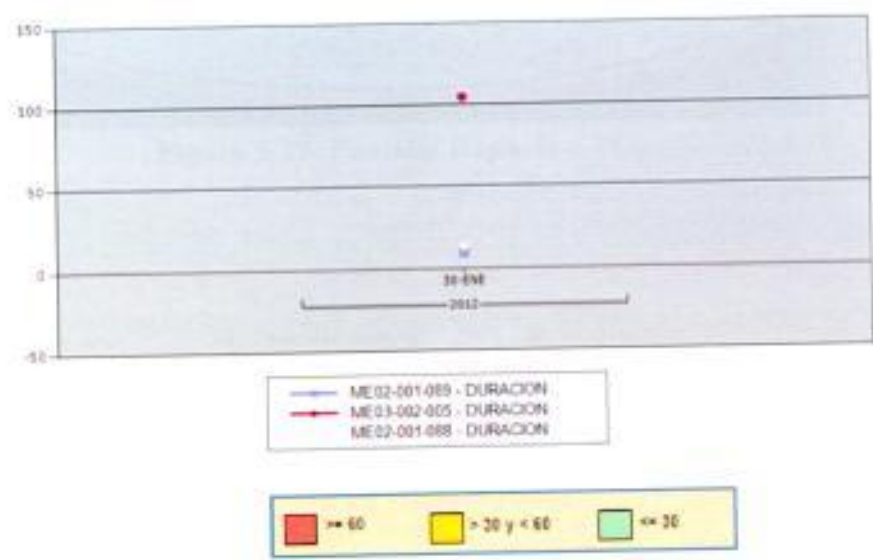 150
100
50
0
-50
30-ENE
2012
ME02-001-089 - DURACION
ME03-002-005 - DURACION
ME02-001-088 - DURACION
>= 60 > 30 y < 60 <= 30